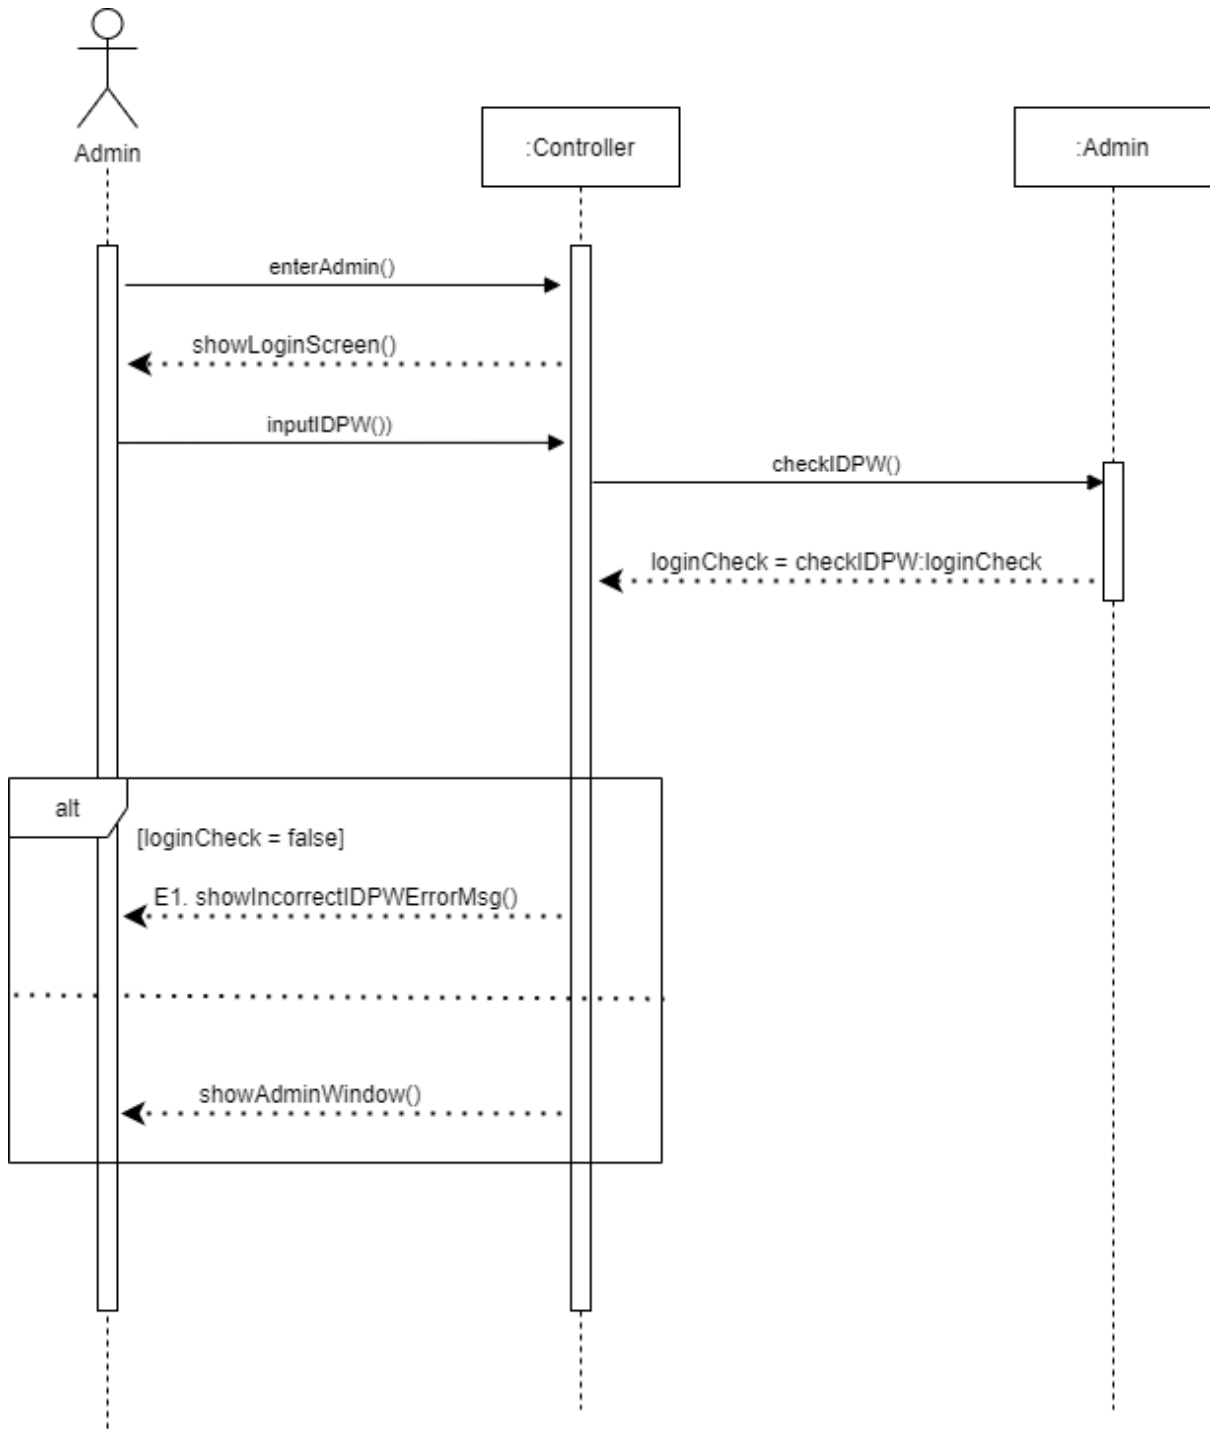 Admin
:Controller
:Admin
enterAdmin()
showLoginScreen()
inputIDPW())
checkIDPW()
loginCheck = checkIDPW:loginCheck
alt
[loginCheck = false]
E1. showIncorrectIDPWErrorMsg()
showAdminWindow()